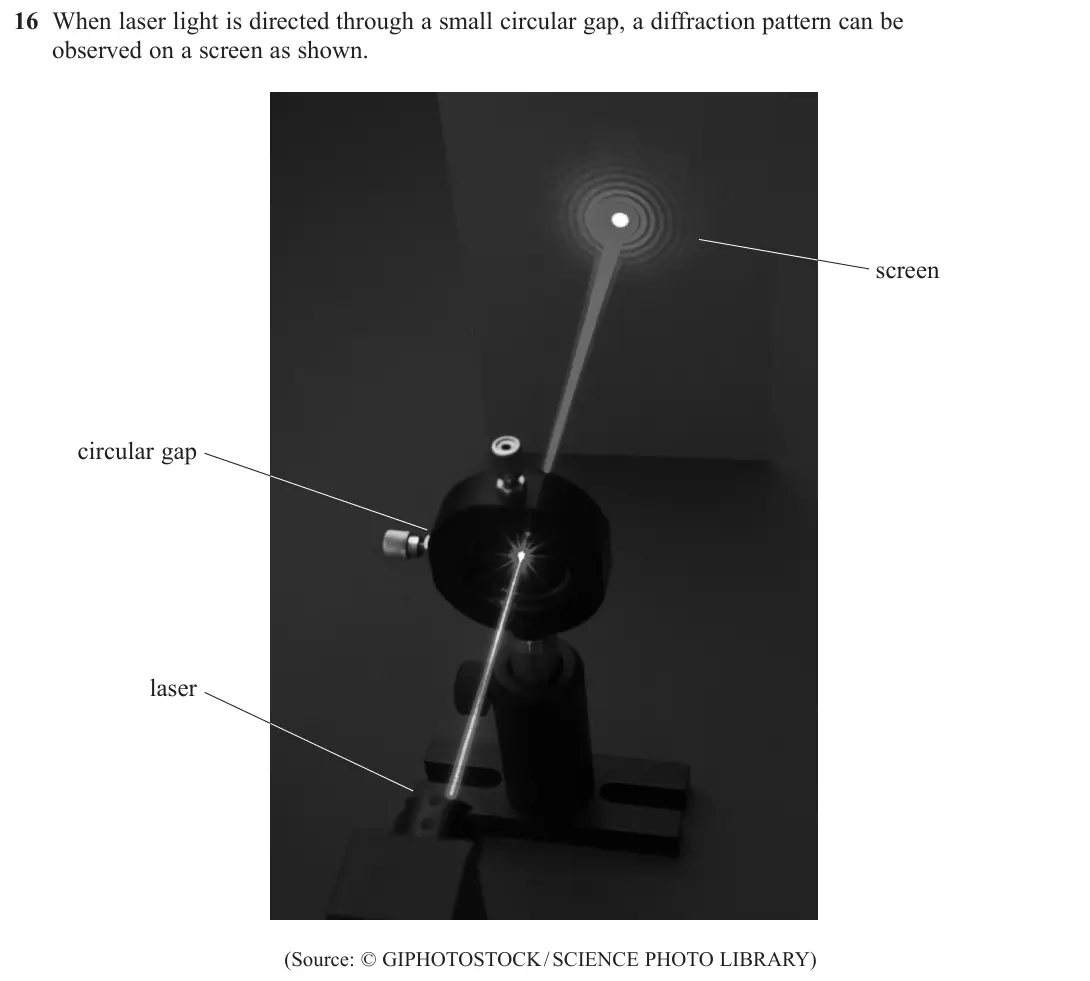 16 When laser light is directed through a small circular gap, a diffraction pattern can be
observed on a screen as shown.
screen
circular gap
laser
(Source: © GIPHOTOSTOCK/SCIENCE PHOTO LIBRARY)